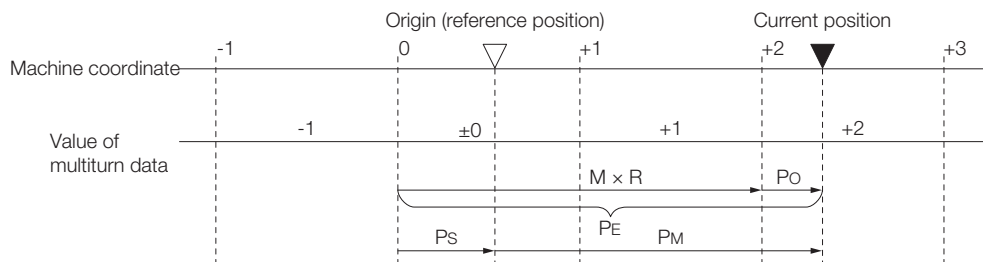 Origin (reference position) Current position
-1 0 +1 +2 +3
Machine coordinate
-1 ±0 +1 +2
Value of
multiturn data
M × R PO
PE
PS PM